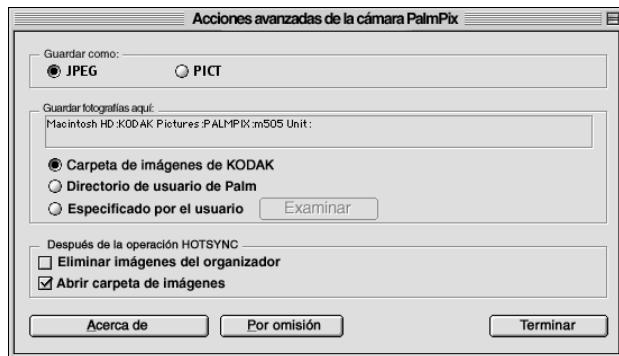 Acciones avanzadas de la cámara PalmPix
Guardar como:
JPEG PICT
Guardar fotografías aquí:
Macintosh HD:KODAK Pictures:PALMPIX:m505 Unit:
Carpeta de imágenes de KODAK
Directorio de usuario de Palm
Especificado por el usuario Examinar
Después de la operación HOTSYNC
Eliminar imágenes del organizador
Abrir carpeta de imágenes
Acerca de Por omisión Terminar